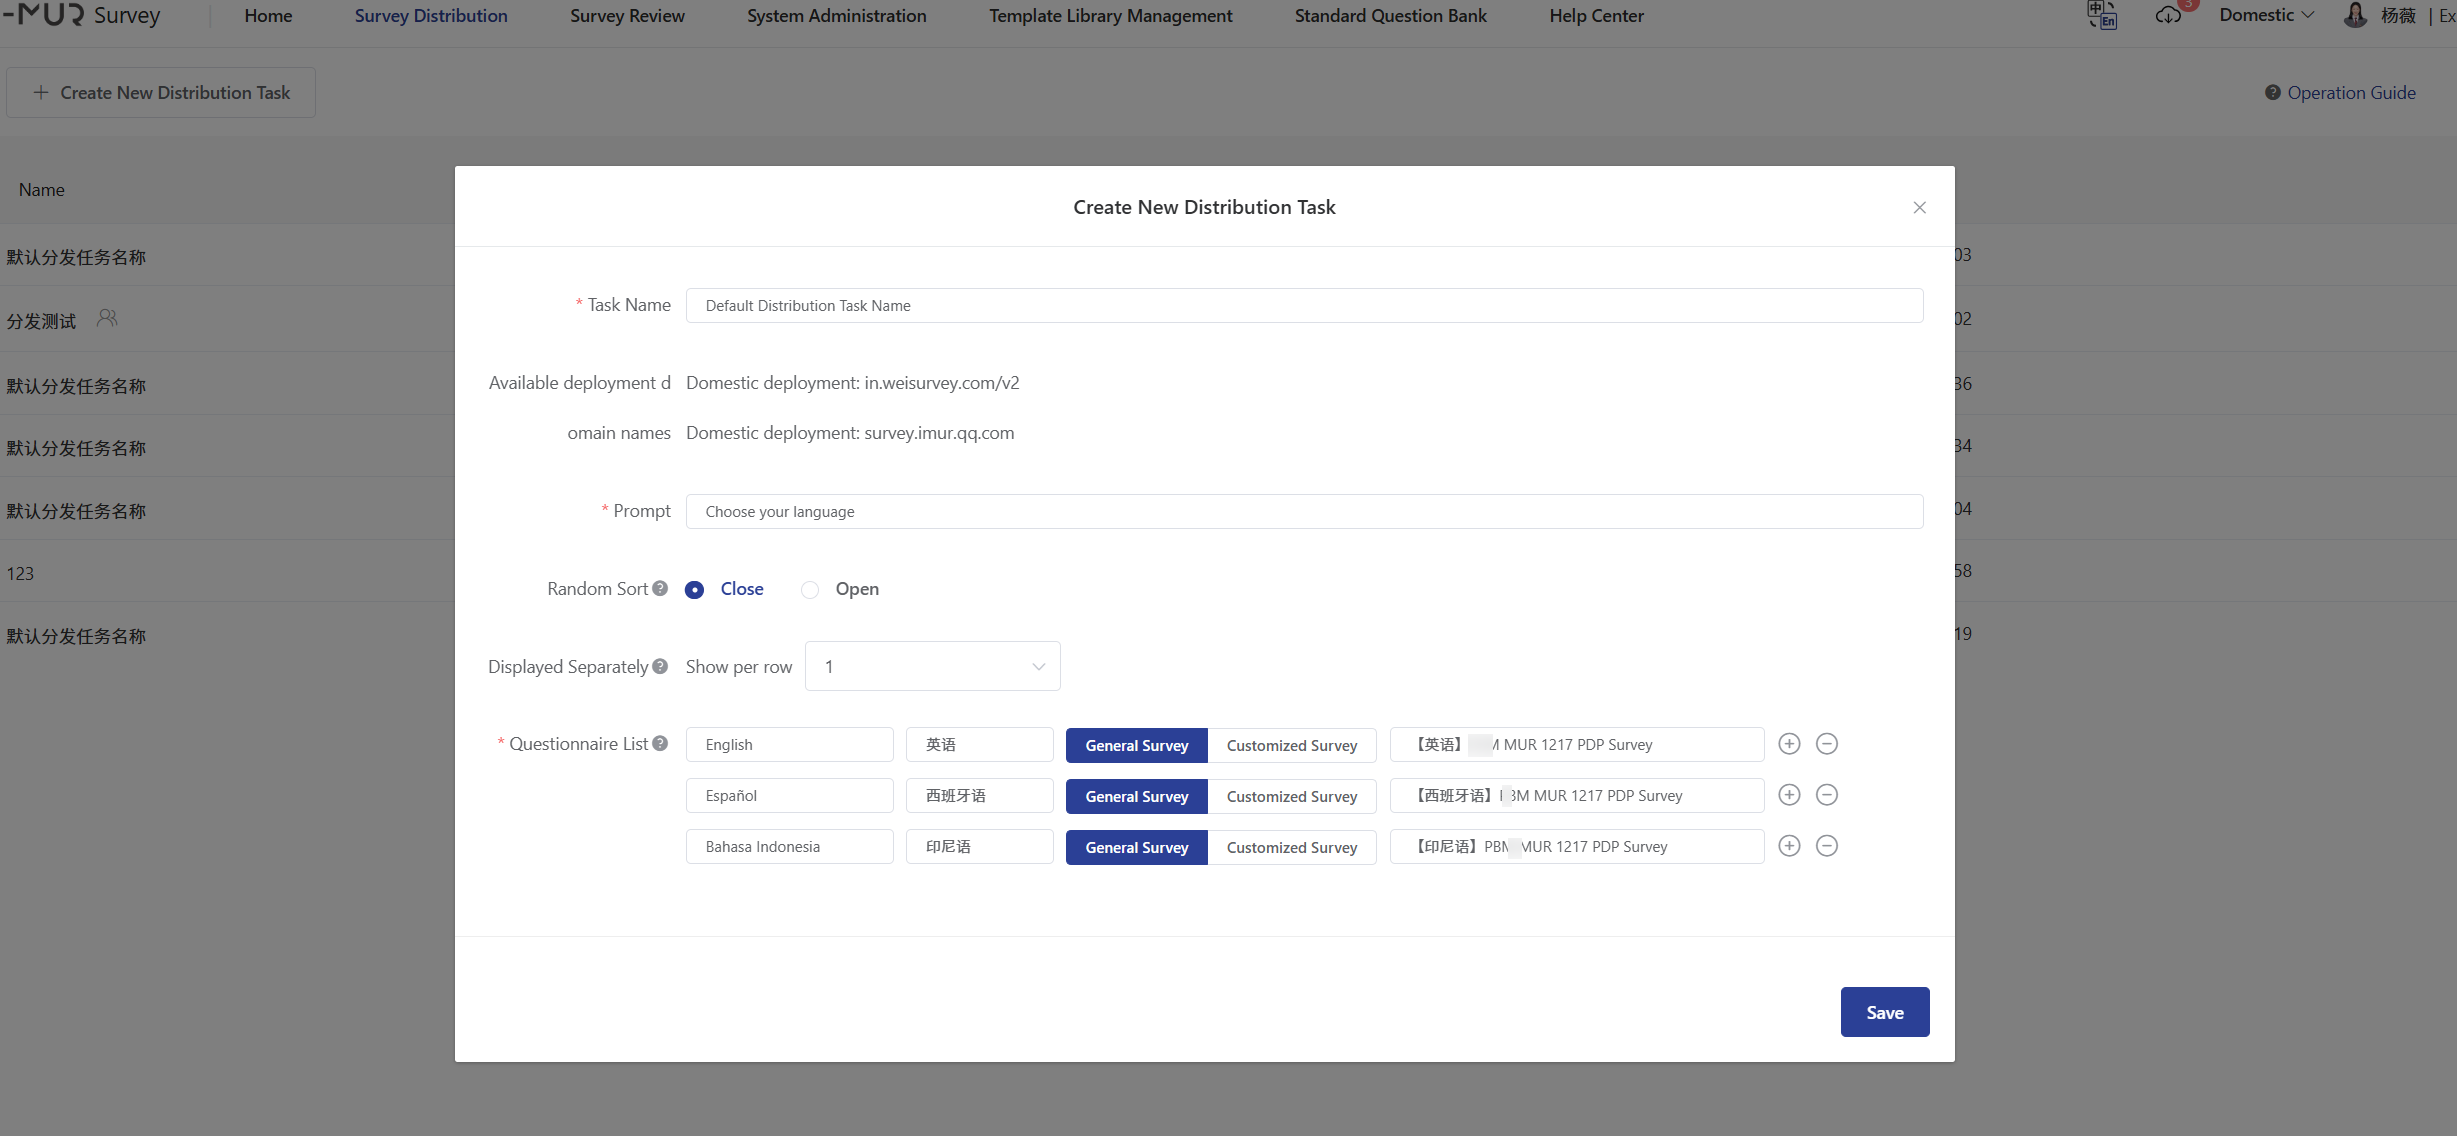 -MUR Survey Home Survey Distribution Survey Review System Administration Template Library Management Standard Question Bank Help Center 中 En 3 Domestic 杨薇 | Ex
+ Create New Distribution Task
Operation Guide
Name
默认分发任务名称
分发测试
默认分发任务名称
默认分发任务名称
默认分发任务名称
123
默认分发任务名称
03
02
36
34
04
58
19
Create New Distribution Task
* Task Name Default Distribution Task Name
Available deployment d Domestic deployment: in.weisurvey.com/v2
omain names Domestic deployment: survey.imur.qq.com
* Prompt Choose your language
Random Sort ? Close Open
Displayed Separately ? Show per row 1
* Questionnaire List ? English 英语 General Survey Customized Survey 【英语】 MUR 1217 PDP Survey
Español 西班牙语 General Survey Customized Survey 【西班牙语】 MUR 1217 PDP Survey
Bahasa Indonesia 印尼语 General Survey Customized Survey 【印尼语】PBM MUR 1217 PDP Survey
Save